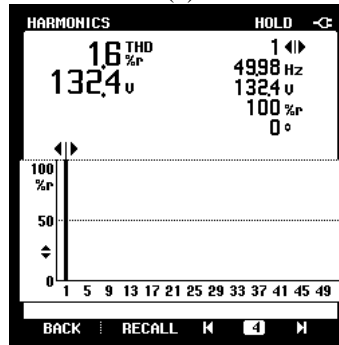 HARMONICS HOLD
1.6 THD %r
132.4 V
1
49.98 Hz
132.4 V
100 %r
0 °
100
%r
50
0
1 5 9 13 17 21 25 29 33 37 41 45 49
BACK RECALL 4